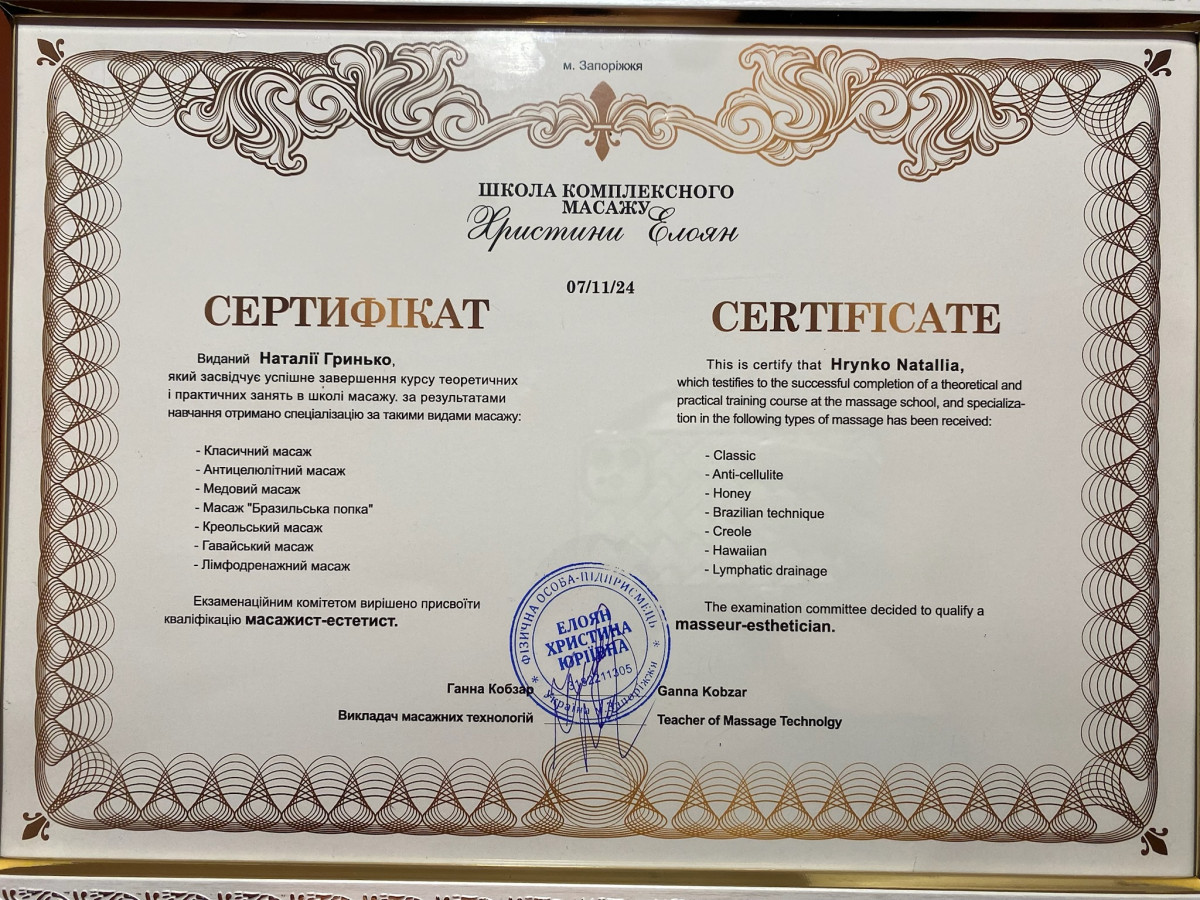 м. Запоріжжя
ШКОЛА КОМПЛЕКСНОГО
МАСАЖУ
Христини Елоян
07/11/24
СЕРТИФІКАТ
Виданий Наталії Гринько,
який засвідчує успішне завершення курсу теоретичних
і практичних занять в школі масажу. за результатами
навчання отримано спеціалізацію за такими видами масажу:
- Класичний масаж
- Антицелюлітний масаж
- Медовий масаж
- Масаж "Бразильська попка"
- Креольський масаж
- Гавайський масаж
- Лімфодренажний масаж
Екзаменаційним комітетом вирішено присвоїти
кваліфікацію масажист-естетист.
Ганна Кобзар
Викладач масажних технологій
CERTIFICATE
This is certify that Hrynko Natallia,
which testifies to the successful completion of a theoretical and
practical training course at the massage school, and specializa-
tion in the following types of massage has been received:
- Classic
- Anti-cellulite
- Honey
- Brazilian technique
- Creole
- Hawaiian
- Lymphatic drainage
The examination committee decided to qualify a
masseur-esthetician.
Ganna Kobzar
Teacher of Massage Technolgy
ФІЗИЧНА ОСОБА-ПІДПРИЄМЕЦЬ
ЕЛОЯН
ХРИСТИНА
ЮРІЇВНА
Україна м. Запоріжжя